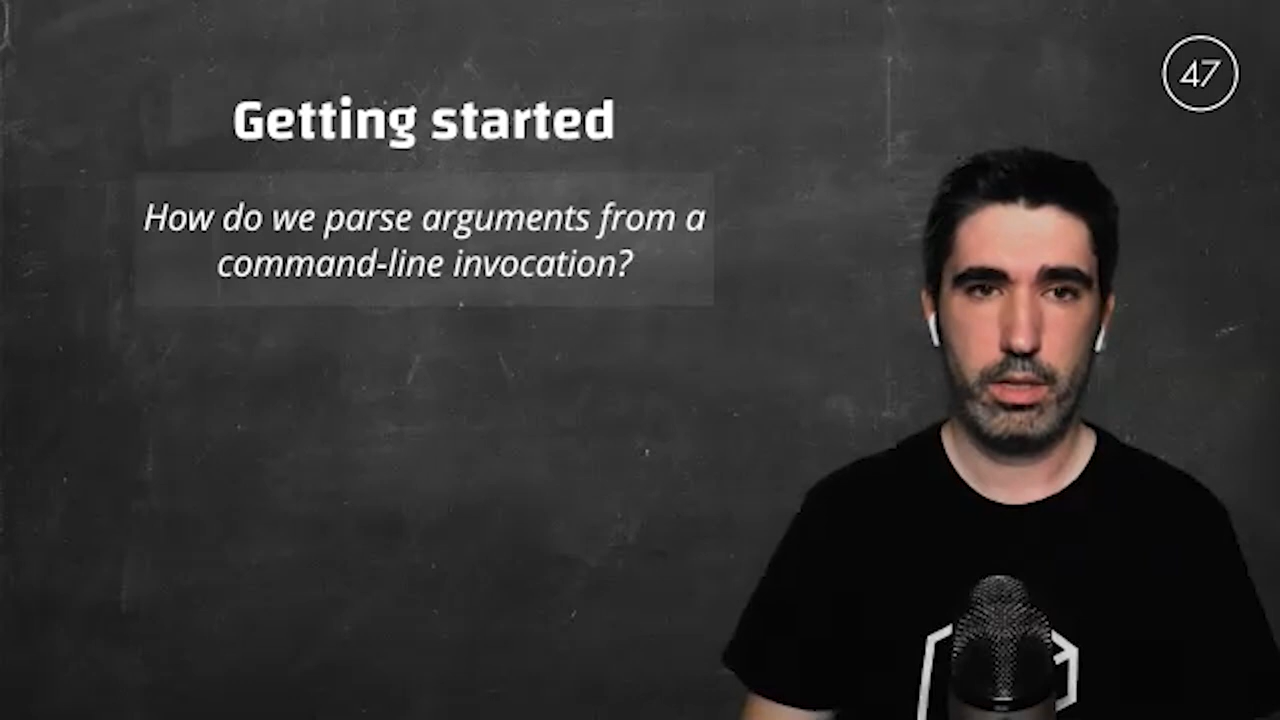 47
Getting started
How do we parse arguments from a
command-line invocation?